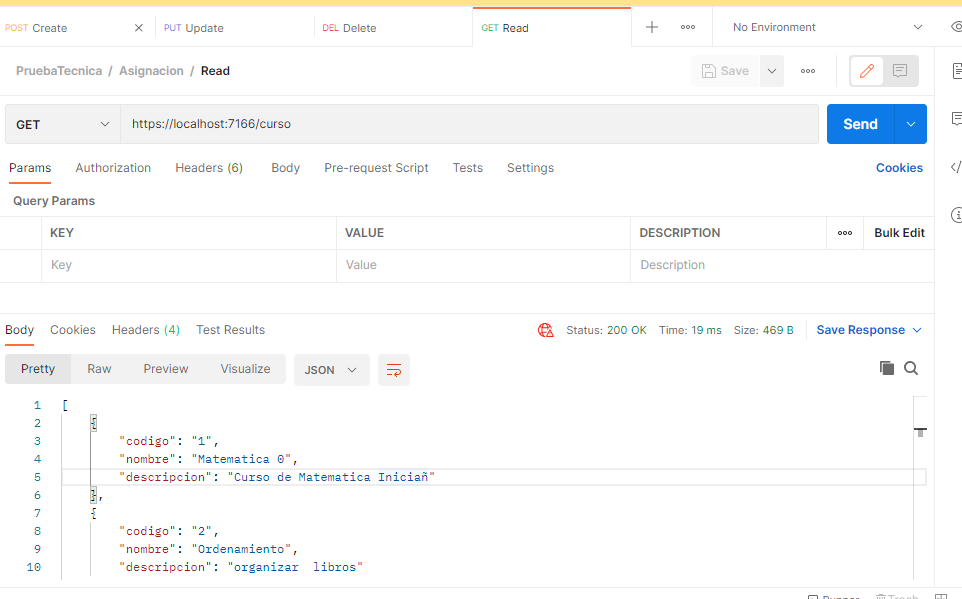 POST Create
PUT Update
DEL Delete
GET Read
No Environment
PruebaTecnica / Asignacion / Read
Save
GET
https://localhost:7166/curso
Send
Params Authorization Headers (6) Body Pre-request Script Tests Settings Cookies
Query Params
KEY VALUE DESCRIPTION Bulk Edit
Key Value Description
Body Cookies Headers (4) Test Results Status: 200 OK Time: 19 ms Size: 469 B Save Response
Pretty Raw Preview Visualize JSON
1 [
2 {
3 "codigo": "1",
4 "nombre": "Matematica 0",
5 "descripcion": "Curso de Matematica Iniciañ"
6 },
7 {
8 "codigo": "2",
9 "nombre": "Ordenamiento",
10 "descripcion": "organizar  libros"
Runner Trash